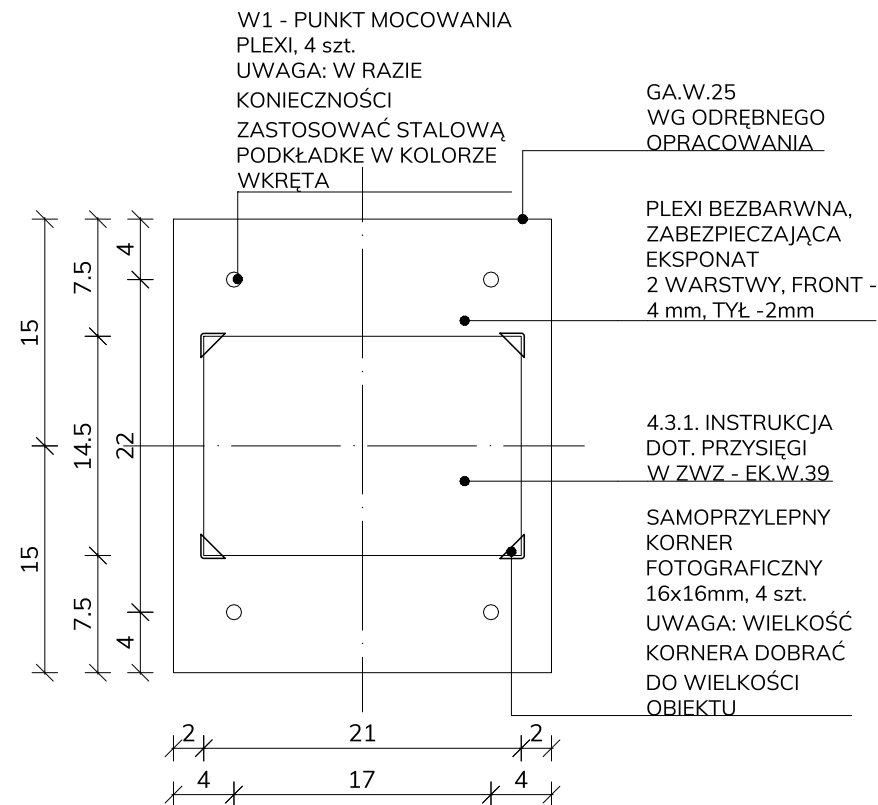 W1 - PUNKT MOCOWANIA
PLEXI, 4 szt.
UWAGA: W RAZIE
KONIECZNOŚCI
ZASTOSOWAĆ STALOWĄ
PODKŁADKE W KOLORZE
WKRĘTA
GA.W.25
WG ODRĘBNEGO
OPRACOWANIA
PLEXI BEZBARWNA,
ZABEZPIECZAJĄCA
EKSPONAT
2 WARSTWY, FRONT -
4 mm, TYŁ -2mm
4.3.1. INSTRUKCJA
DOT. PRZYSIĘGI
W ZWZ - EK.W.39
SAMOPRZYLEPNY
KORNER
FOTOGRAFICZNY
16x16mm, 4 szt.
UWAGA: WIELKOŚĆ
KORNERA DOBRAĆ
DO WIELKOŚCI
OBIEKTU
15
15
7.5
14.5
7.5
4
22
4
2 21 2
4 17 4